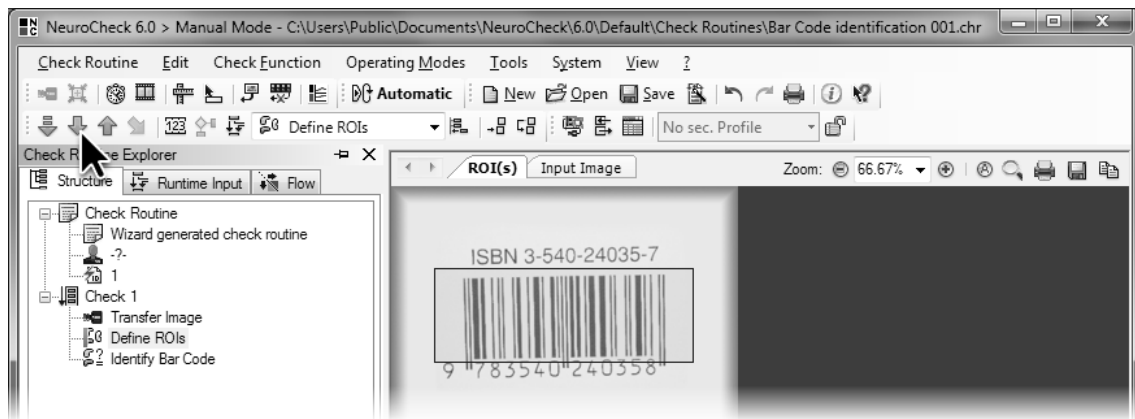 NeuroCheck 6.0 > Manual Mode - C:\Users\Public\Documents\NeuroCheck\6.0\Default\Check Routines\Bar Code identification 001.chr
Check Routine Edit Check Function Operating Modes Tools System View ?
Automatic New Open Save
123 Define ROIs No sec. Profile
Check Explorer
ROI(s) Input Image Zoom: 66.67%
Structure Runtime Input Flow
Check Routine
Wizard generated check routine
-?-
1
Check 1
Transfer Image
Define ROIs
Identify Bar Code
ISBN 3-540-24035-7
9 "783540"240358"